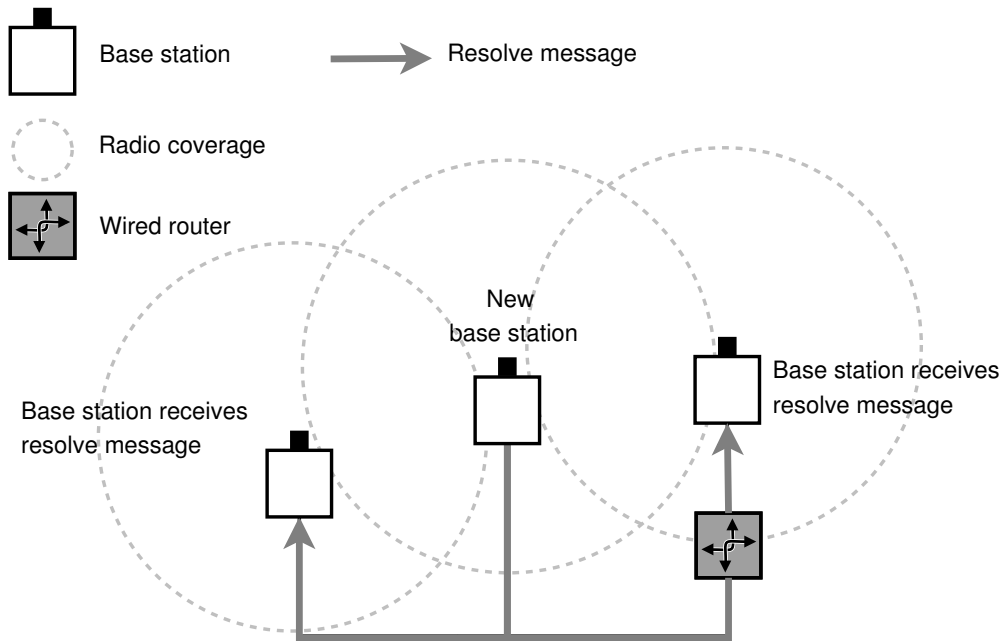 Base station
Resolve message
Radio coverage
Wired router
New
base station
Base station receives
resolve message
Base station receives
resolve message